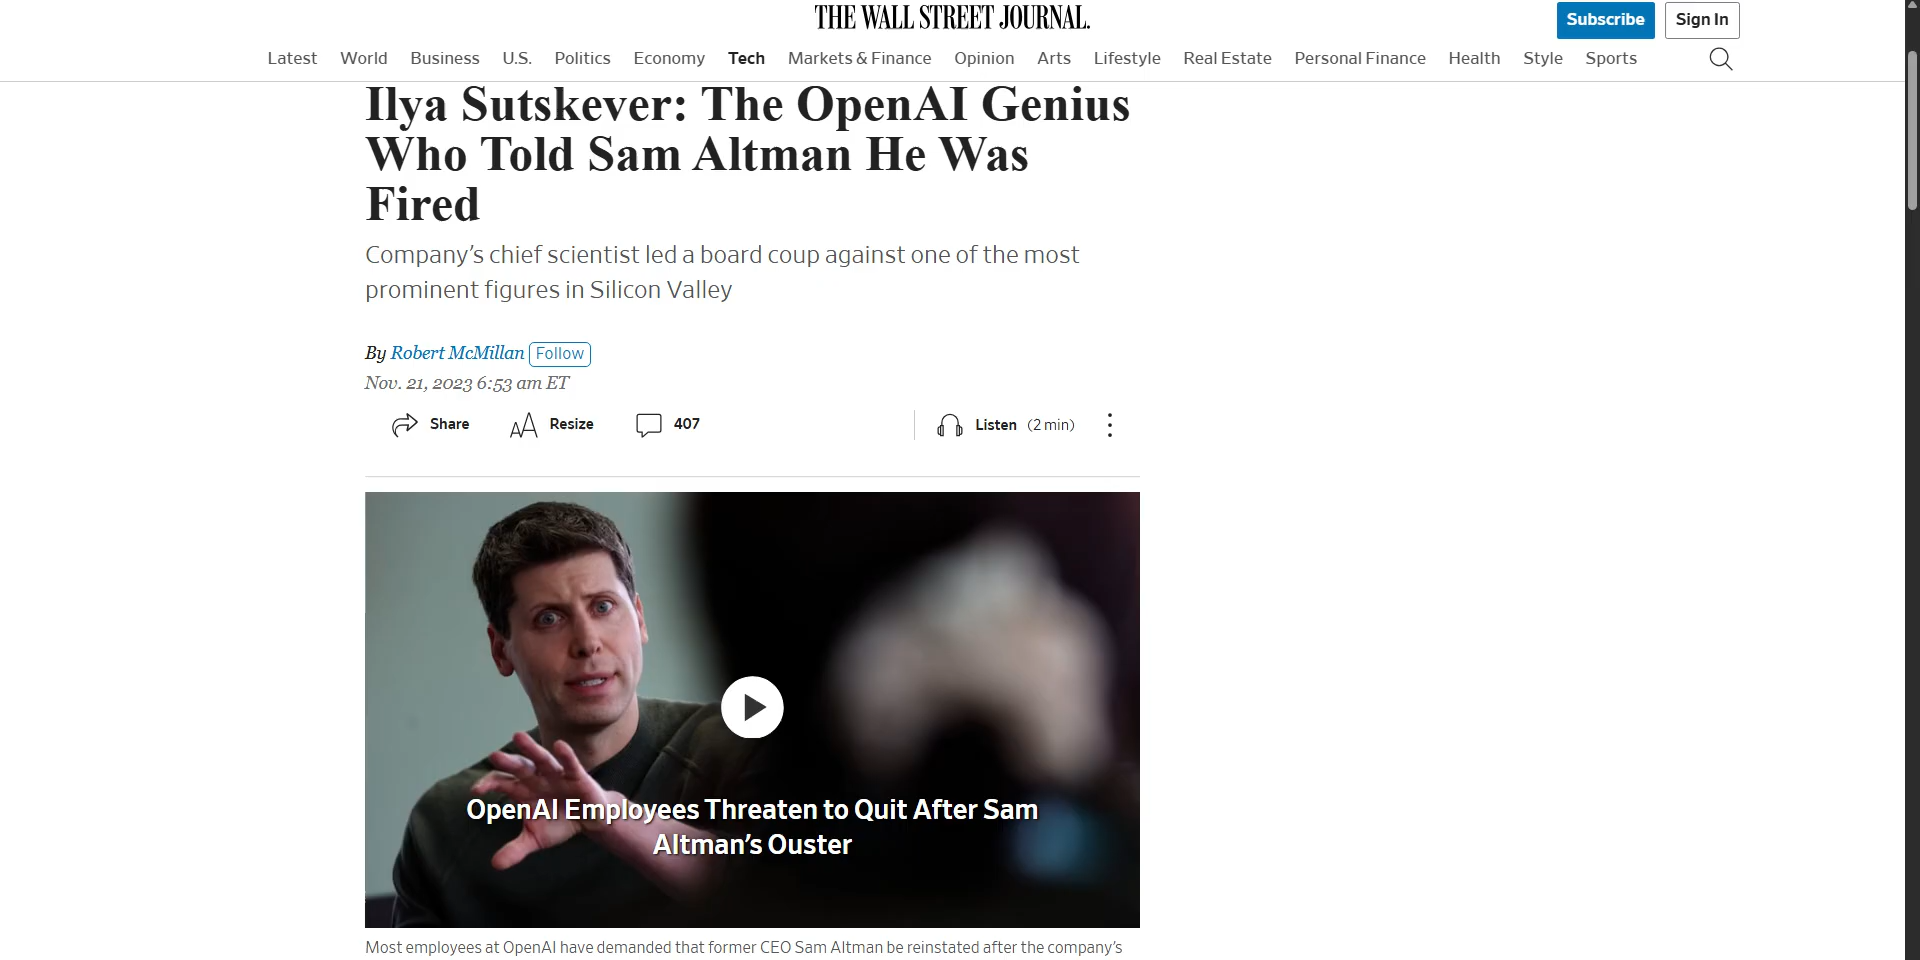 THE WALL STREET JOURNAL.
Subscribe
Sign In
Latest World Business U.S. Politics Economy Tech Markets & Finance Opinion Arts Lifestyle Real Estate Personal Finance Health Style Sports
Ilya Sutskever: The OpenAI Genius
Who Told Sam Altman He Was
Fired
Company’s chief scientist led a board coup against one of the most
prominent figures in Silicon Valley
By Robert McMillan Follow
Nov. 21, 2023 6:53 am ET
Share Resize 407 Listen (2 min)
OpenAI Employees Threaten to Quit After Sam
Altman’s Ouster
Most employees at OpenAI have demanded that former CEO Sam Altman be reinstated after the company’s